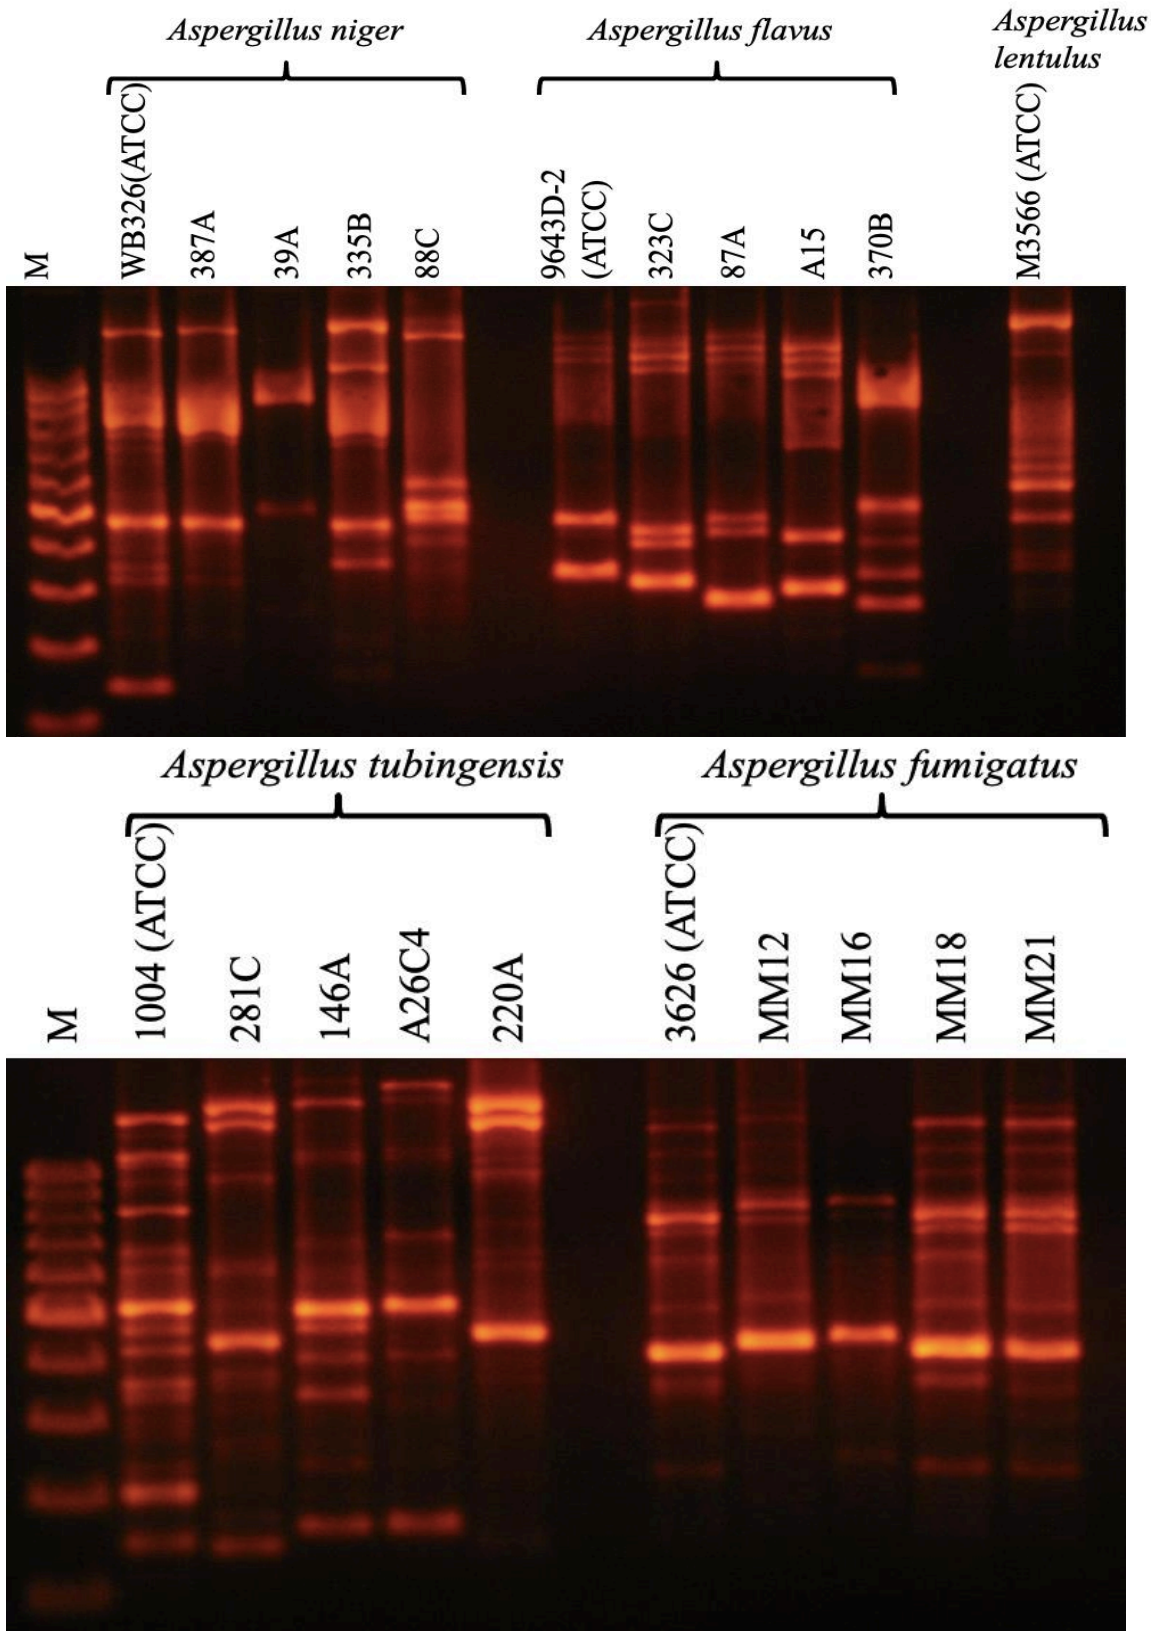 Aspergillus niger
Aspergillus flavus
Aspergillus
lentulus
M
WB326(ATCC)
387A
39A
335B
88C
9643D-2
(ATCC)
323C
87A
A15
370B
M3566 (ATCC)
Aspergillus tubingensis
Aspergillus fumigatus
M
1004 (ATCC)
281C
146A
A26C4
220A
3626 (ATCC)
MM12
MM16
MM18
MM21